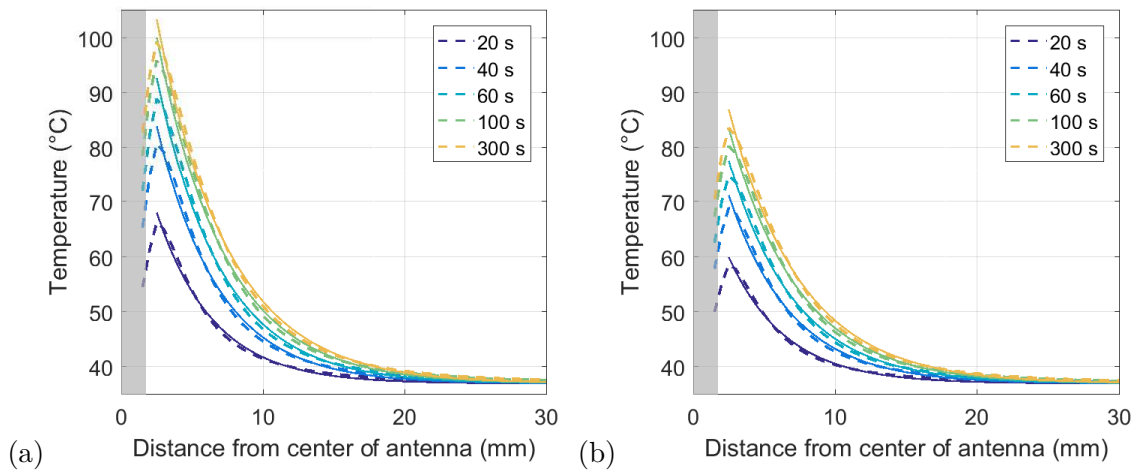 100
90
80
70
60
50
40
Temperature (°C)
20 s
40 s
60 s
100 s
300 s
0 10 20 30
Distance from center of antenna (mm)
(a)
100
90
80
70
60
50
40
Temperature (°C)
20 s
40 s
60 s
100 s
300 s
0 10 20 30
Distance from center of antenna (mm)
(b)